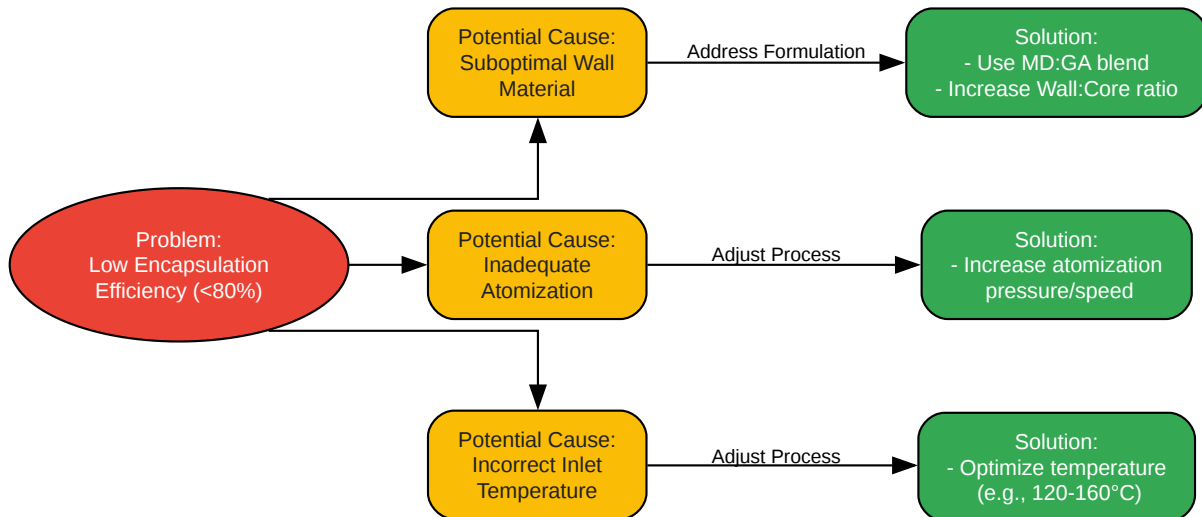 Problem:
Low Encapsulation
Efficiency (<80%)
Potential Cause:
Suboptimal Wall
Material
Address Formulation
Solution:
- Use MD:GA blend
- Increase Wall:Core ratio
Potential Cause:
Inadequate
Atomization
Adjust Process
Solution:
- Increase atomization
pressure/speed
Potential Cause:
Incorrect Inlet
Temperature
Adjust Process
Solution:
- Optimize temperature
(e.g., 120-160°C)